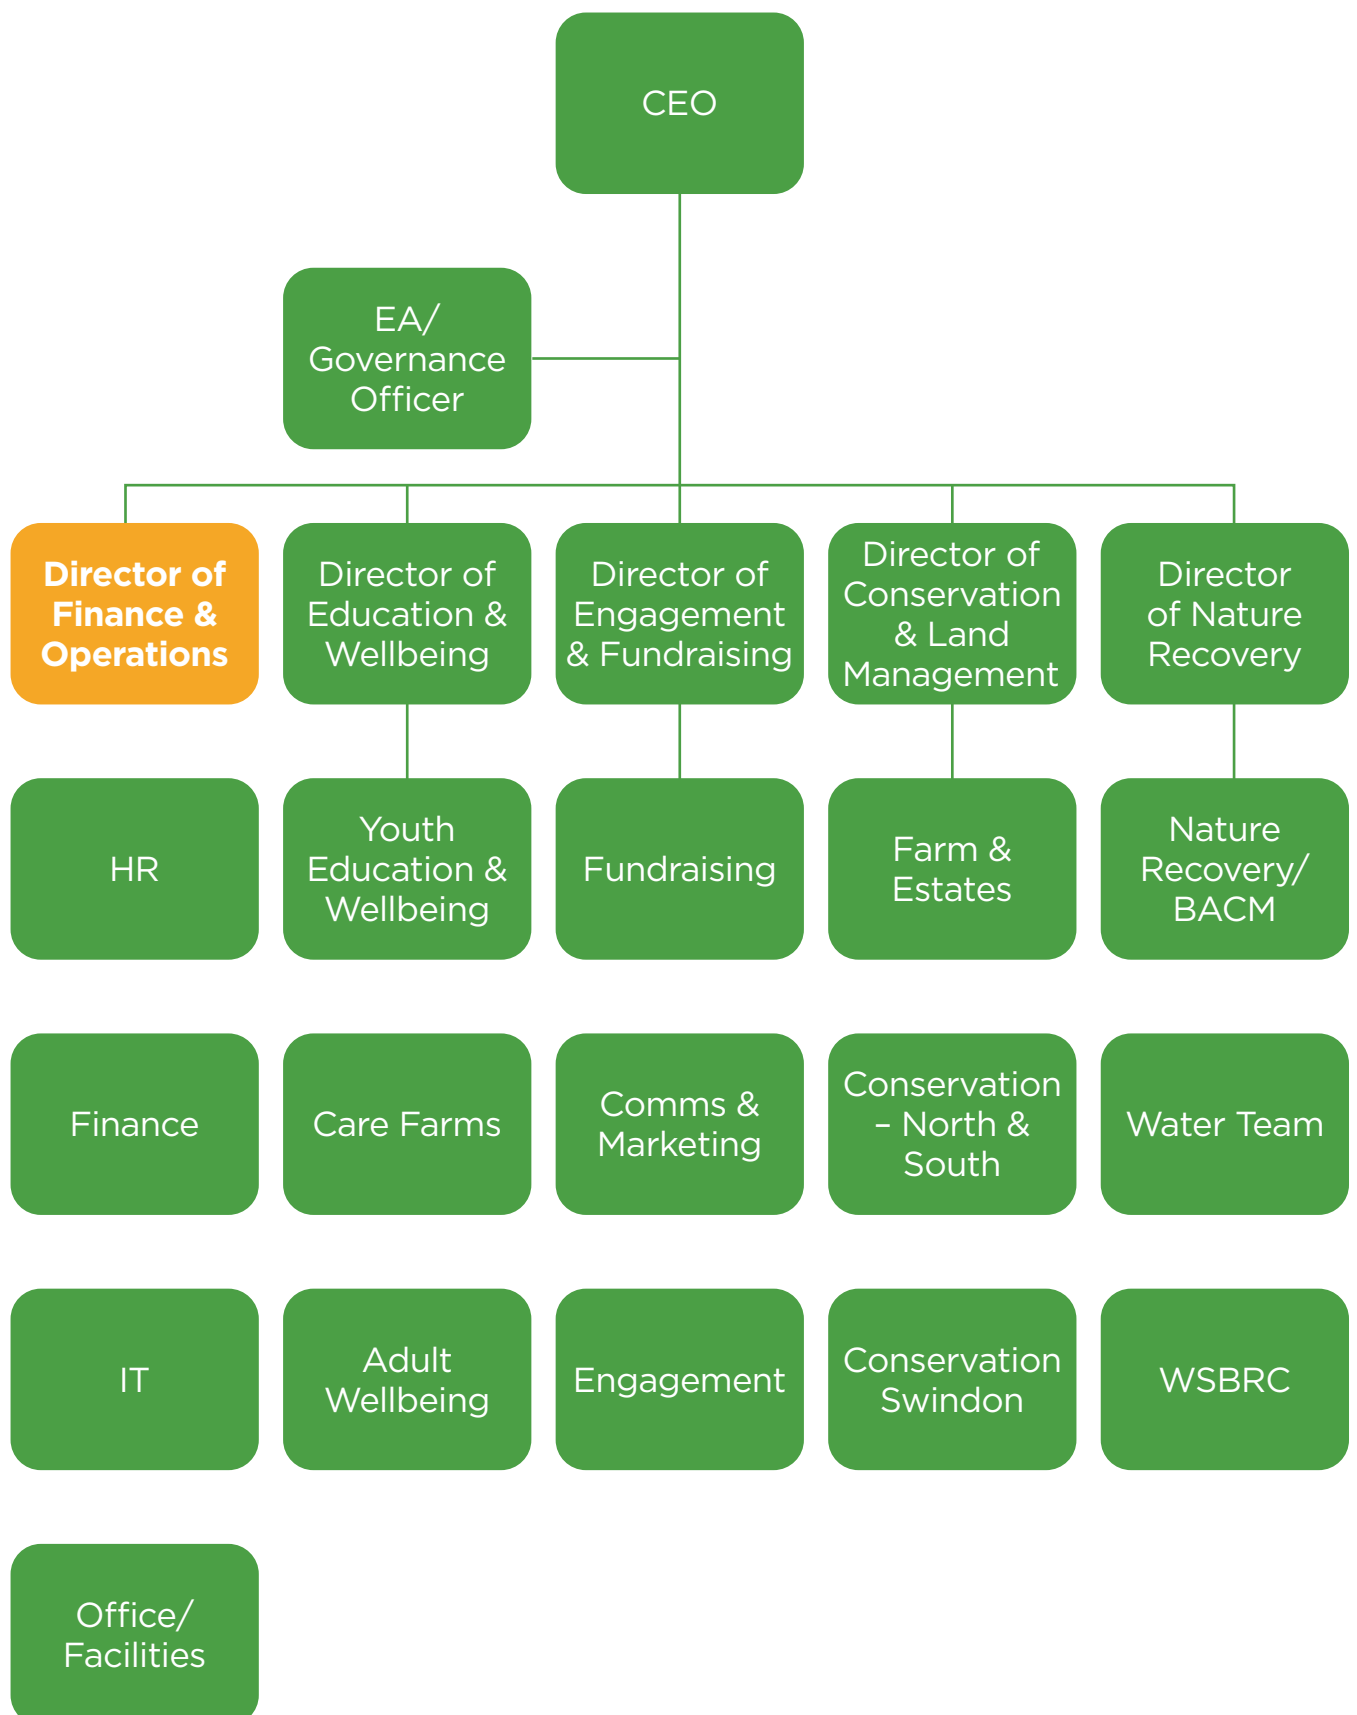 CEO
EA/
Governance
Officer
Director of
Finance &
Operations
Director of
Education &
Wellbeing
Director of
Engagement
& Fundraising
Director of
Conservation
& Land
Management
Director
of Nature
Recovery
HR
Youth
Education &
Wellbeing
Fundraising
Farm &
Estates
Nature
Recovery/
BACM
Finance
Care Farms
Comms &
Marketing
Conservation
– North &
South
Water Team
IT
Adult
Wellbeing
Engagement
Conservation
Swindon
WSBRC
Office/
Facilities